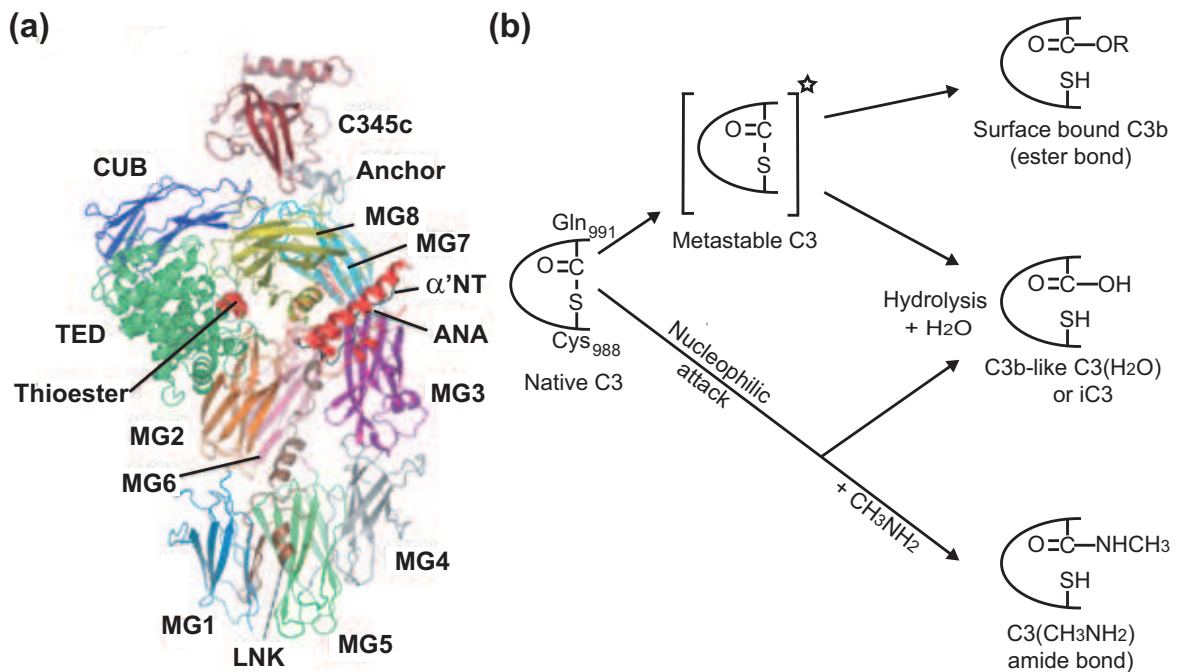 (a)
C345c
CUB
Anchor
MG8
MG7
α'NT
ANA
TED
Thioester
MG3
MG2
MG6
MG4
MG1
LNK
MG5
(b)
O=C—OR
SH
Surface bound C3b
(ester bond)
O=C
S
Metastable C3
Gln991
O=C
S
Cys988
Native C3
Hydrolysis
+ H2O
O=C—OH
SH
C3b-like C3(H2O)
or iC3
Nucleophilic
attack
+ CH3NH2
O=C—NHCH3
SH
C3(CH3NH2)
amide bond)